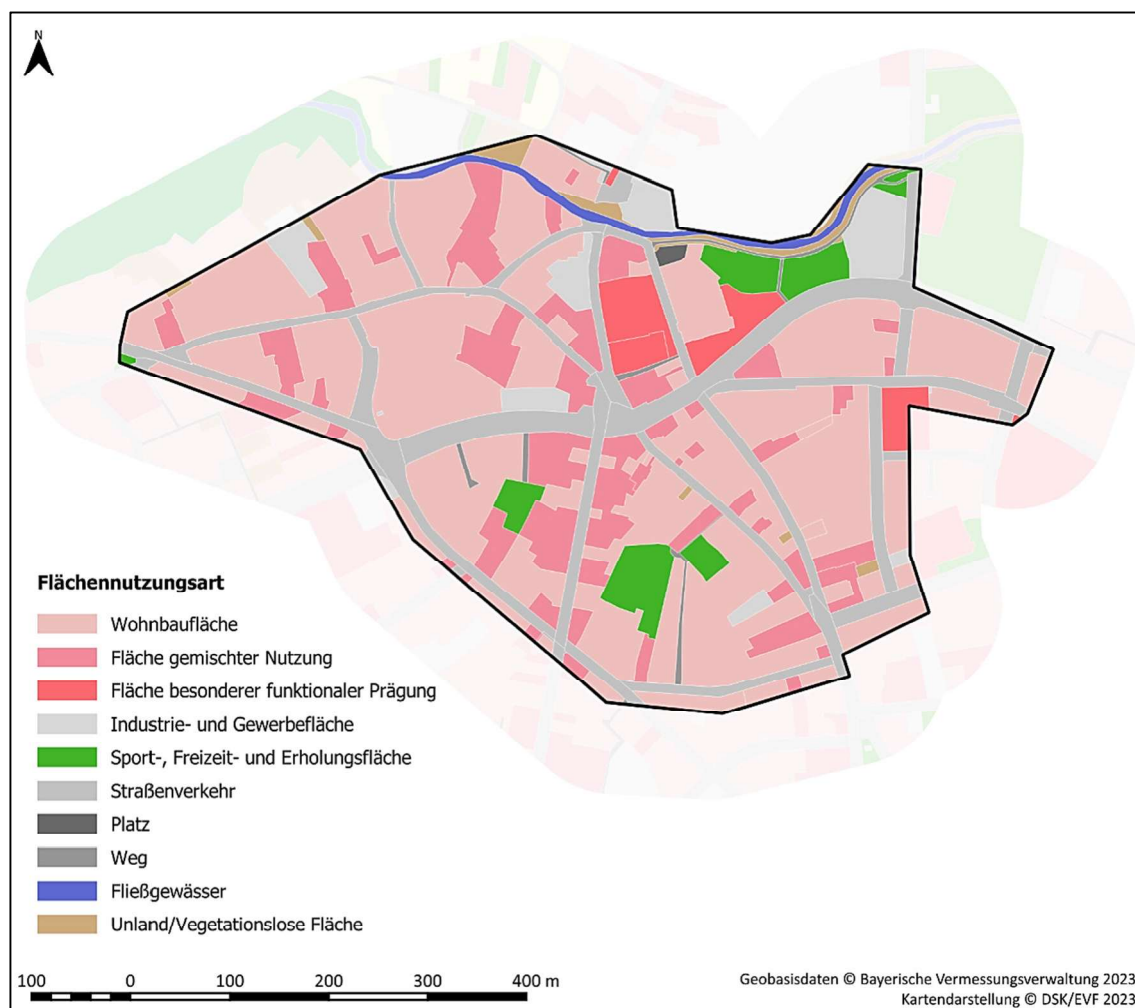 N
Flächennutzungsart
Wohnbaufläche
Fläche gemischter Nutzung
Fläche besonderer funktionaler Prägung
Industrie- und Gewerbefläche
Sport-, Freizeit- und Erholungsfläche
Straßenverkehr
Platz
Weg
Fließgewässer
Unland/Vegetationslose Fläche
100 0 100 200 300 400 m
Geobasisdaten © Bayerische Vermessungsverwaltung 2023
Kartendarstellung © DSK/EVF 2023